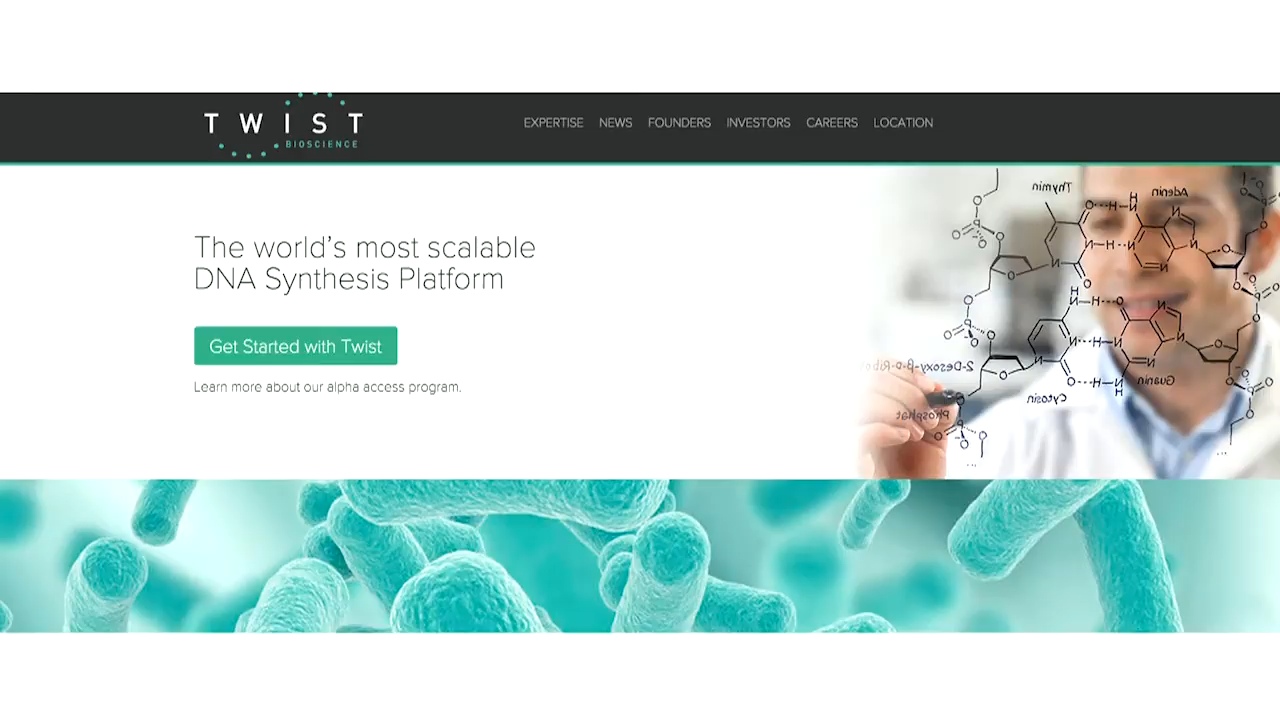 TWIST
BIOSCIENCE
EXPERTISE NEWS FOUNDERS INVESTORS CAREERS LOCATION
The world's most scalable
DNA Synthesis Platform
Get Started with Twist
Learn more about our alpha access program.
Thymin
Adenin
2-Desoxy-β-D-Ribo
Guanin
Cytosin
Phosphat